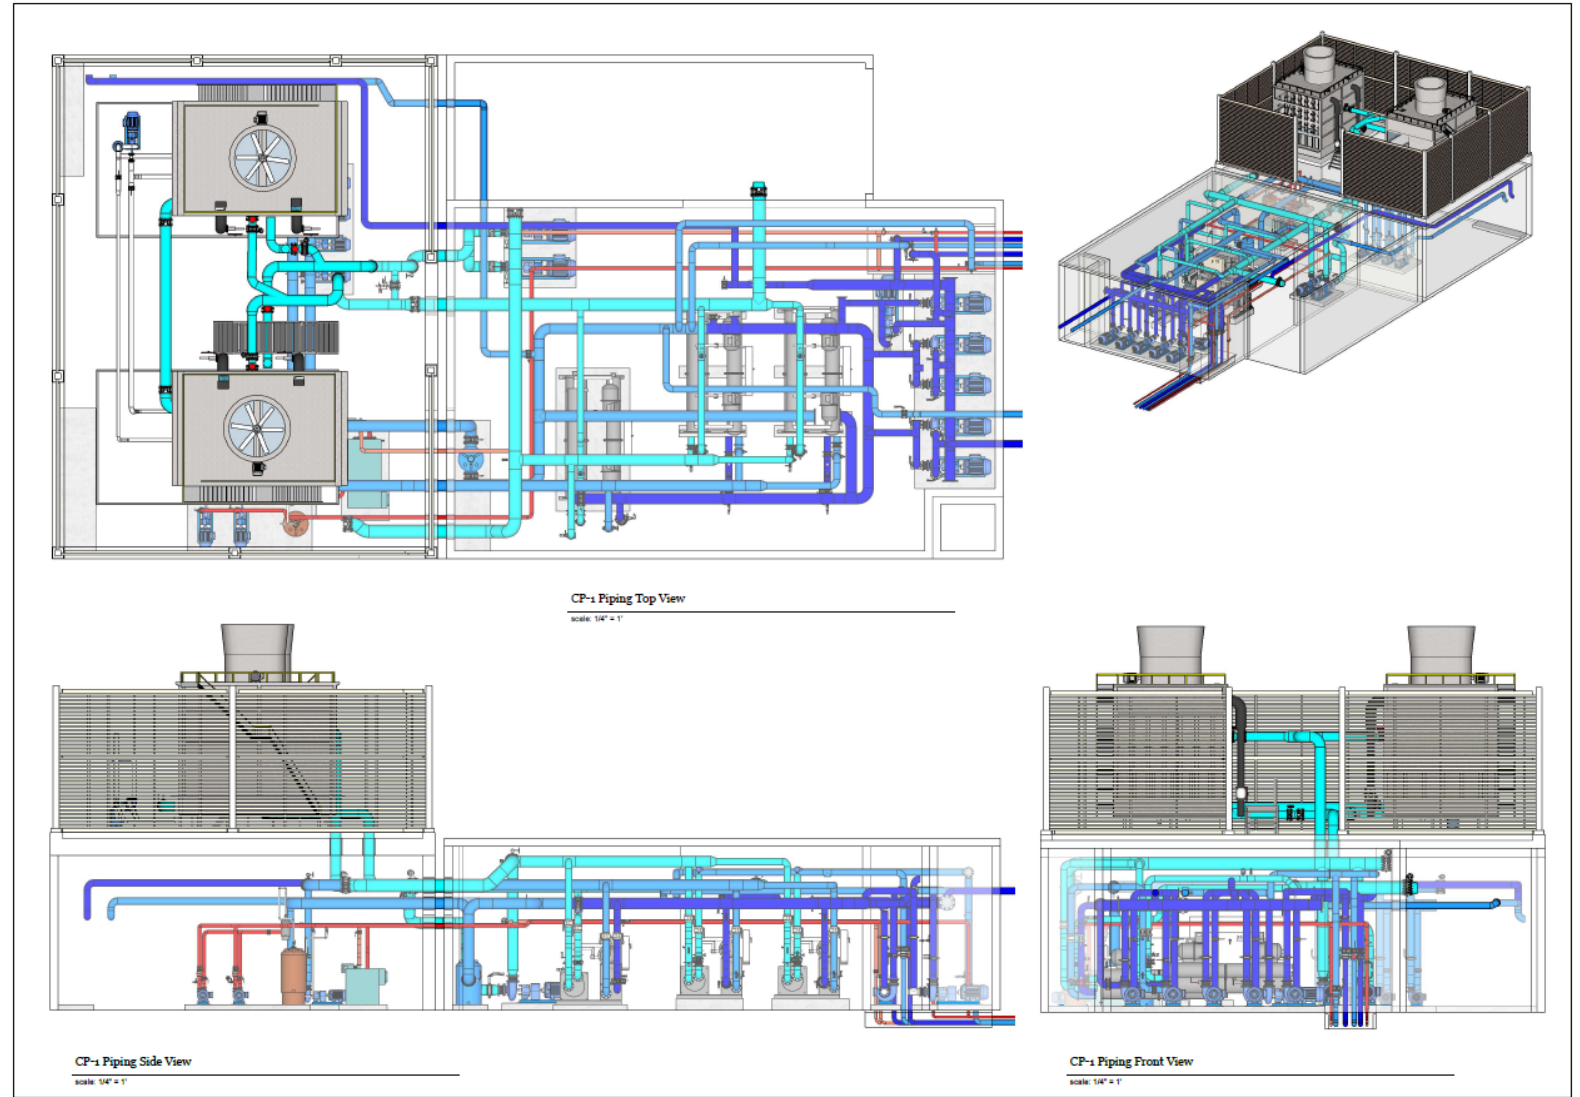 CP-1 Piping Top View
scale: 1/4" = 1'
CP-1 Piping Side View
scale: 1/4" = 1'
CP-1 Piping Front View
scale: 1/4" = 1'